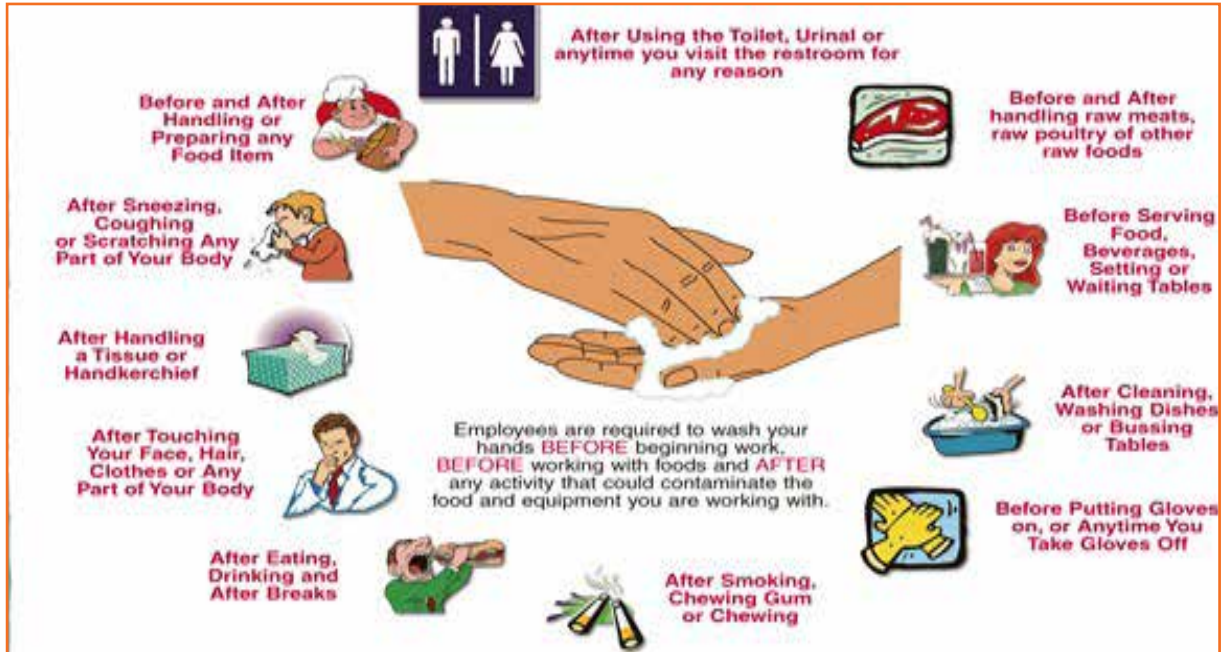 After Using the Toilet, Urinal or
anytime you visit the restroom for
any reason
Before and After
handling raw meats,
raw poultry of other
raw foods
Before Serving
Food,
Beverages,
Setting or
Waiting Tables
After Cleaning,
Washing Dishes
or Bussing
Tables
Before Putting Gloves
on, or Anytime You
Take Gloves Off
After Smoking,
Chewing Gum
or Chewing
After Eating,
Drinking and
After Breaks
After Touching
Your Face, Hair,
Clothes or Any
Part of Your Body
After Handling
a Tissue or
Handkerchief
After Sneezing,
Coughing
or Scratching Any
Part of Your Body
Before and After
Handling or
Preparing any
Food Item
Employees are required to wash your
hands BEFORE beginning work,
BEFORE working with foods and AFTER
any activity that could contaminate the
food and equipment you are working with.